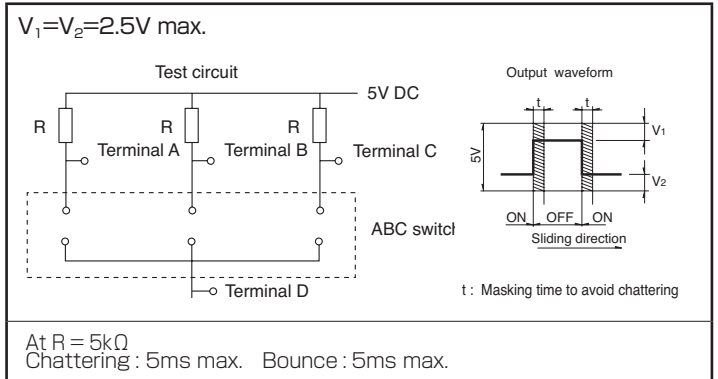 V₁=V₂=2.5V max.
Test circuit
5V DC
R
R
R
Terminal A
Terminal B
Terminal C
ABC switch
Terminal D
Output waveform
t
t
5V
V₁
V₂
ON
OFF
ON
Sliding direction
t : Masking time to avoid chattering
At R = 5kΩ
Chattering : 5ms max. Bounce : 5ms max.